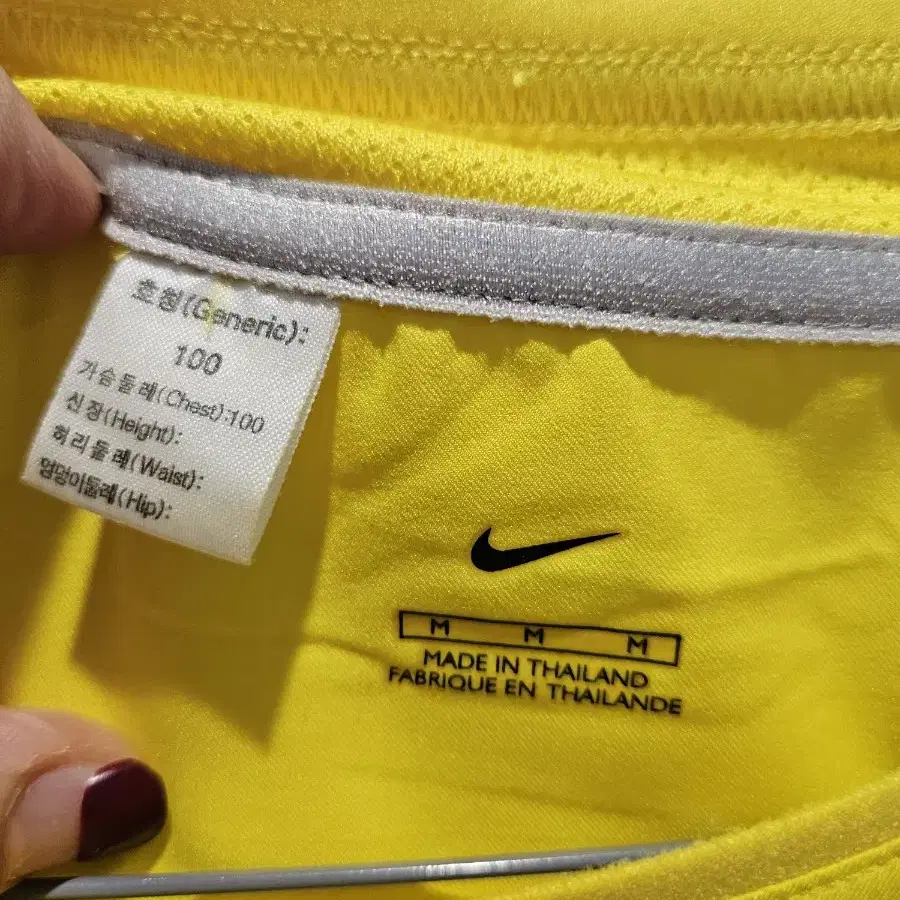 호칭(Generic):
100
가슴둘레(Chest):100
신장(Height):
허리둘레(Waist):
엉덩이둘레(Hip):
M M M
MADE IN THAILAND
FABRIQUE EN THAILANDE